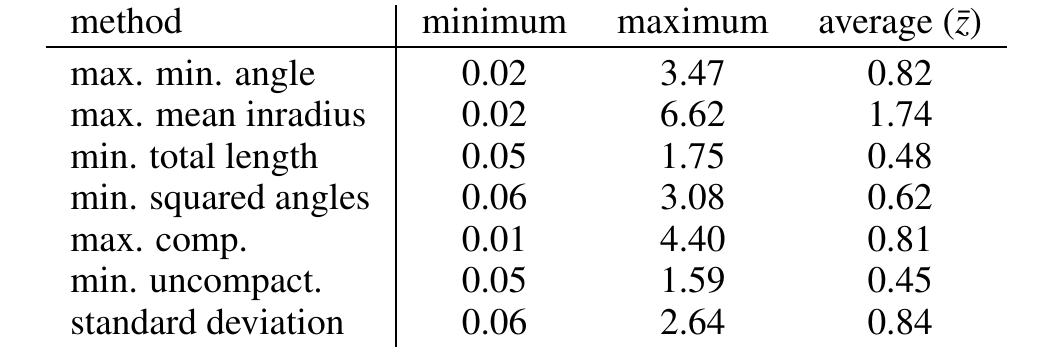 method minimum maximum average (z̄)
max. min. angle 0.02 3.47 0.82
max. mean inradius 0.02 6.62 1.74
min. total length 0.05 1.75 0.48
min. squared angles 0.06 3.08 0.62
max. comp. 0.01 4.40 0.81
min. uncompact. 0.05 1.59 0.45
standard deviation 0.06 2.64 0.84